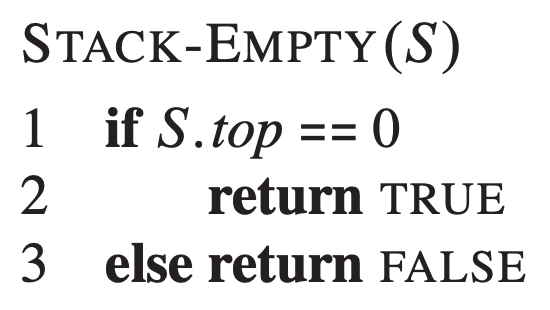 STACK-EMPTY(S)
1 if S.top == 0
2 return TRUE
3 else return FALSE